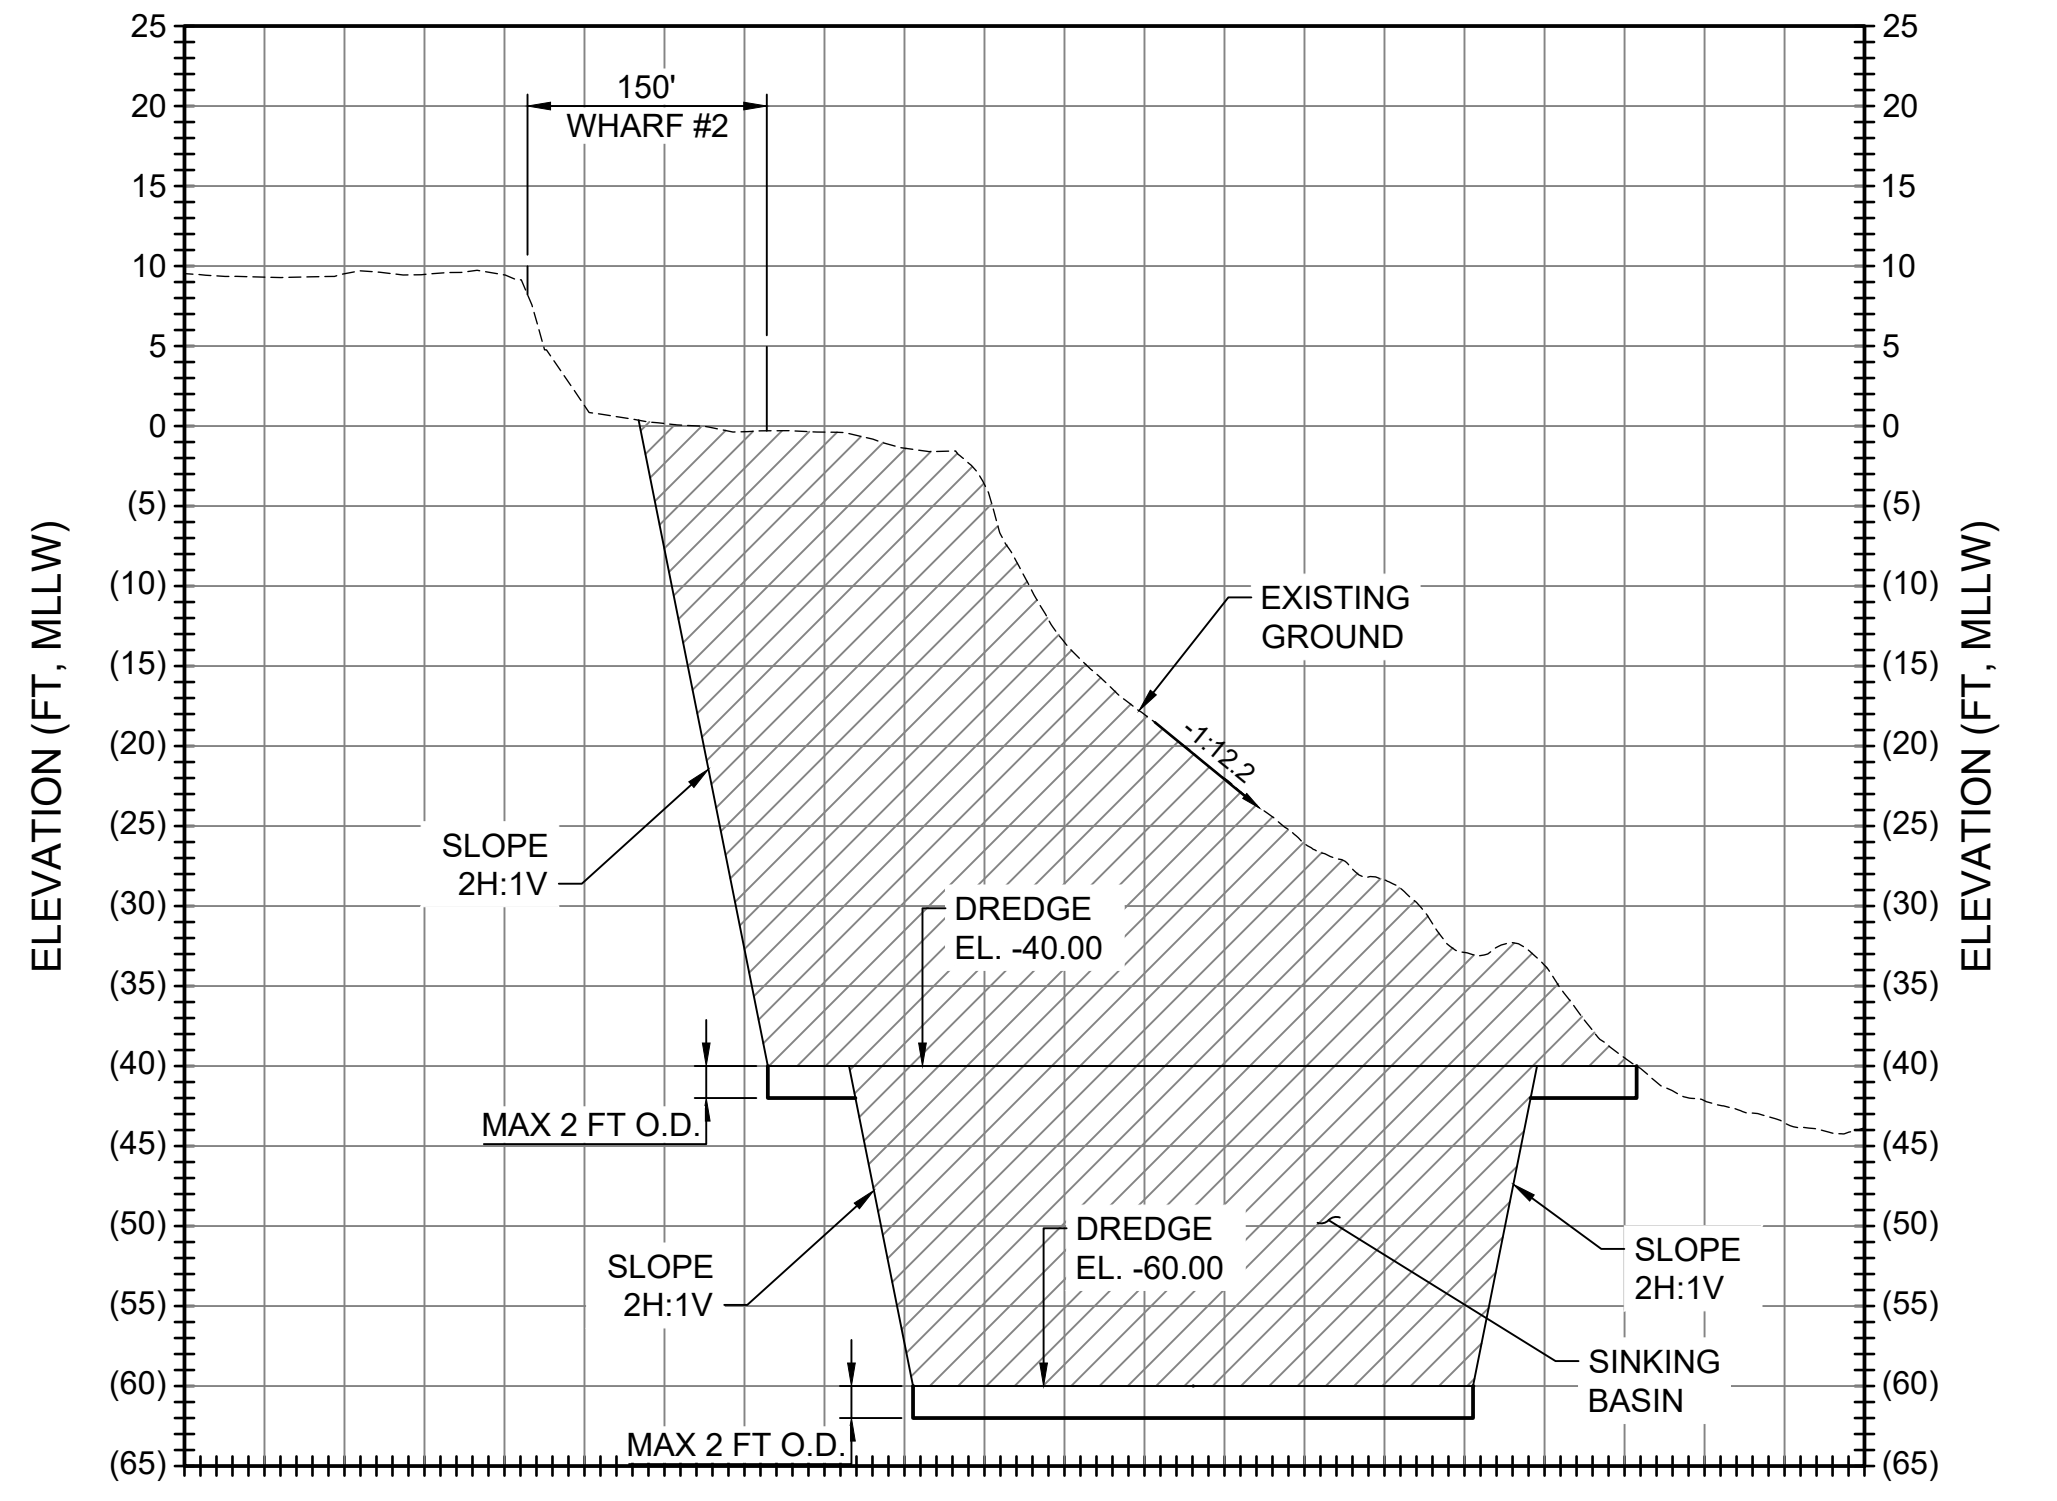 25
20
15
10
5
0
(5)
(10)
(15)
(20)
(25)
(30)
(35)
(40)
(45)
(50)
(55)
(60)
(65)
ELEVATION (FT, MLLW)
150'
WHARF #2
EXISTING
GROUND
-1:12.2
SLOPE
2H:1V
DREDGE
EL. -40.00
MAX 2 FT O.D.
SLOPE
2H:1V
DREDGE
EL. -60.00
SLOPE
2H:1V
SINKING
BASIN
MAX 2 FT O.D.
25
20
15
10
5
0
(5)
(10)
(15)
(20)
(25)
(30)
(35)
(40)
(45)
(50)
(55)
(60)
(65)
ELEVATION (FT, MLLW)